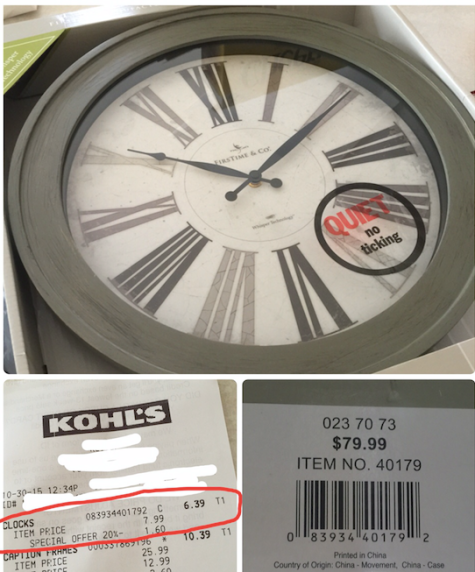 FIRSTIME & CO
Whisper Technology
QUIET
no
ticking
KOHL'S
10-30-15 12:34P
ID#
CLOCKS 083934401792 C 6.39 T1
ITEM PRICE 7.99
SPECIAL OFFER 20%- 1.60
CAPTION FRAMES 10.39 T1
25.99
ITEM PRICE 12.99
023 70 73
$79.99
ITEM NO. 40179
0 83934 40179 2
Printed in China
Country of Origin: China - Movement, China - Case